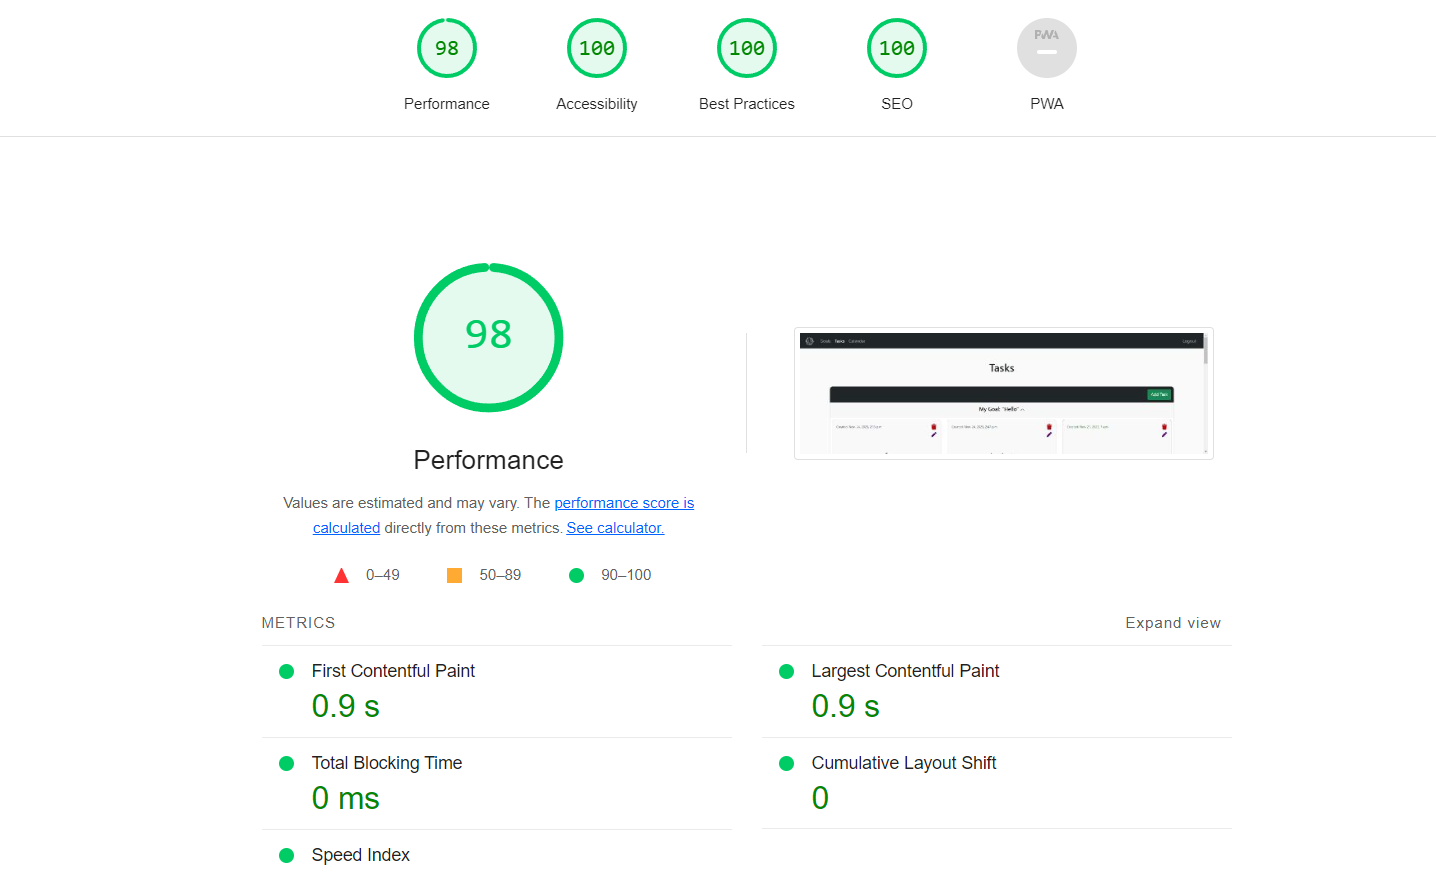 98 100 100 100 PWA
Performance Accessibility Best Practices SEO PWA
98
Performance
Values are estimated and may vary. The performance score is
calculated directly from these metrics. See calculator.
0–49 50–89 90–100
Tasks Calendar Logout
Tasks
Add Task
My Goal: "Hello"
METRICS Expand view
First Contentful Paint Largest Contentful Paint
0.9 s 0.9 s
Total Blocking Time Cumulative Layout Shift
0 ms 0
Speed Index